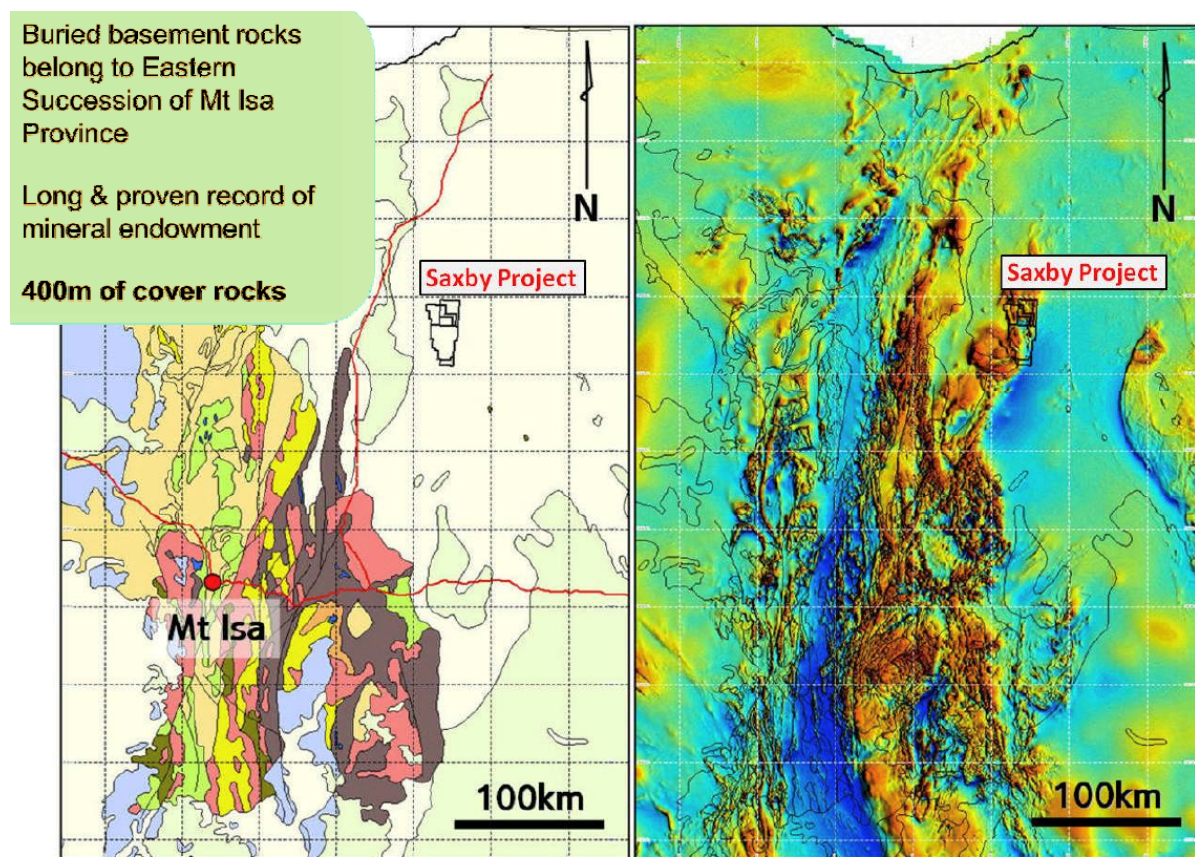 Buried basement rocks
belong to Eastern
Succession of Mt Isa
Province
Long & proven record of
mineral endowment
400m of cover rocks
N
Saxby Project
Mt Isa
100km
N
Saxby Project
100km